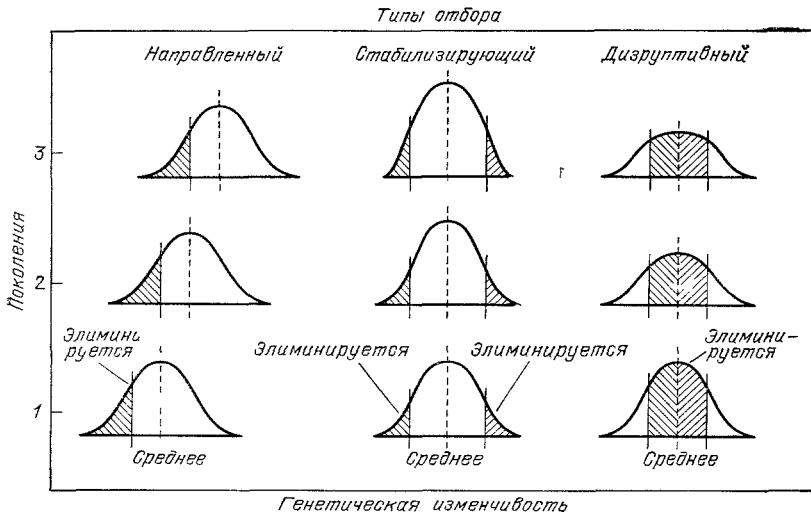 Типы отбора
Направленный
Стабилизирующий
Дизруптивный
3
2
Поколения
Элимини
руется
Элиминируется
Элиминируется
Элимини-
руется
1
Среднее
Среднее
Среднее
Генетическая изменчивость